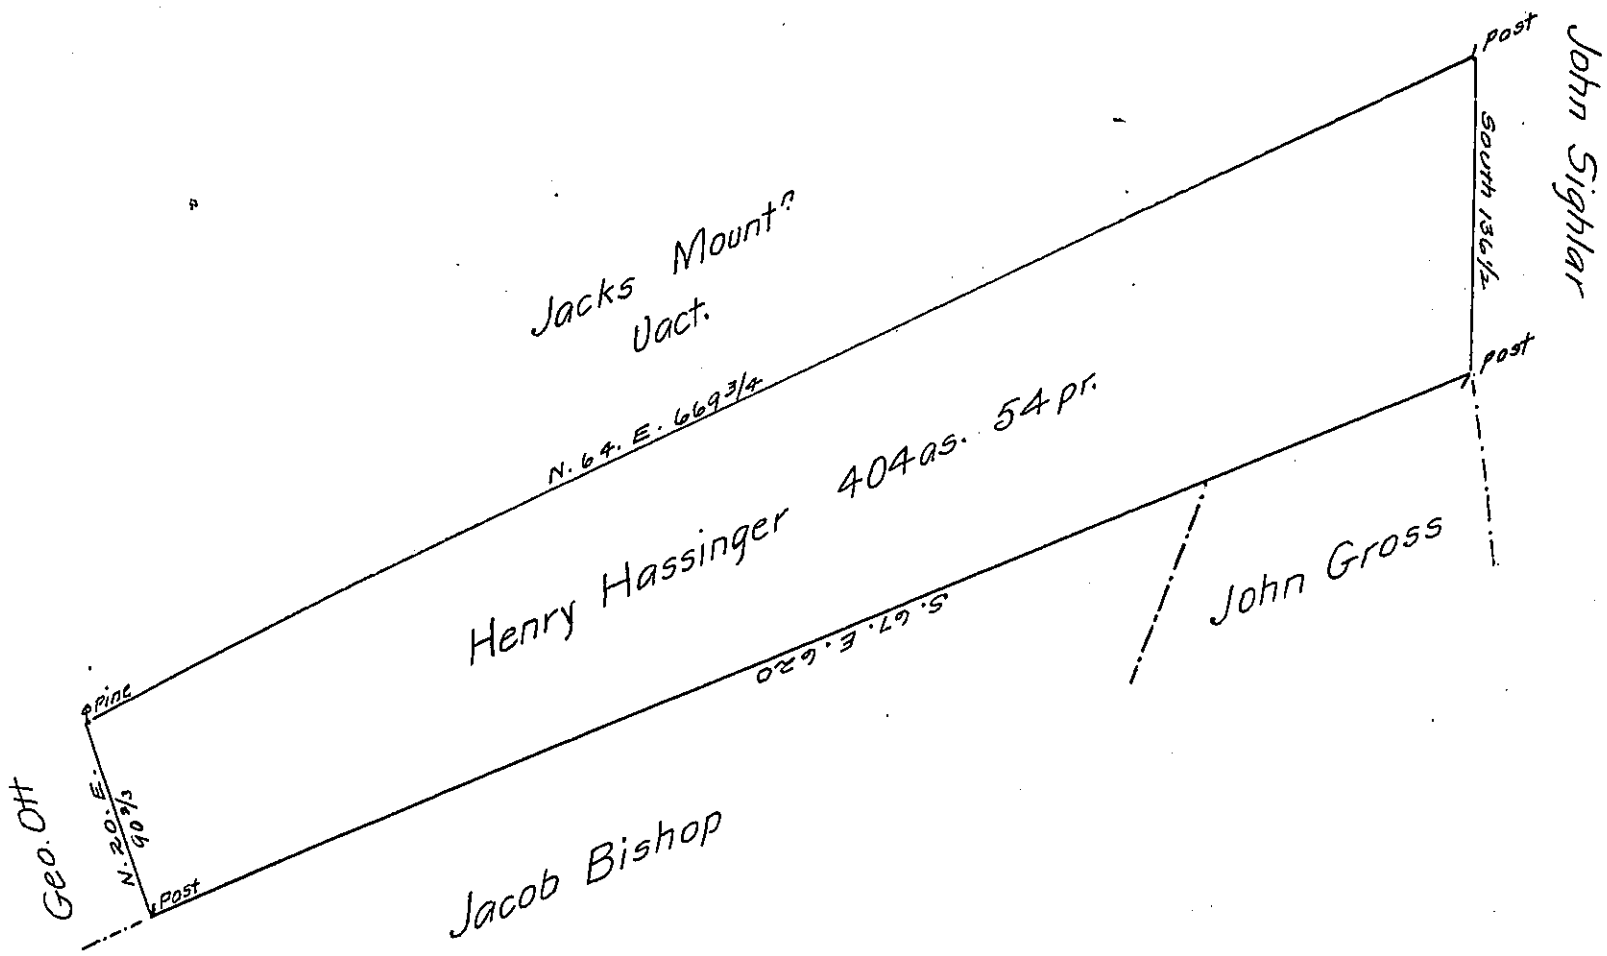 Post
John Sighlar
South 136 1/2
Jacks Mountn
Vact.
Post
N. 64. E. 669 3/4
Henry Hassinger 404 as. 54 pr.
John Gross
S. 67. E. 620
Pine
N. 20. E.
90 2/3
Geo. Ott
Post
Jacob Bishop